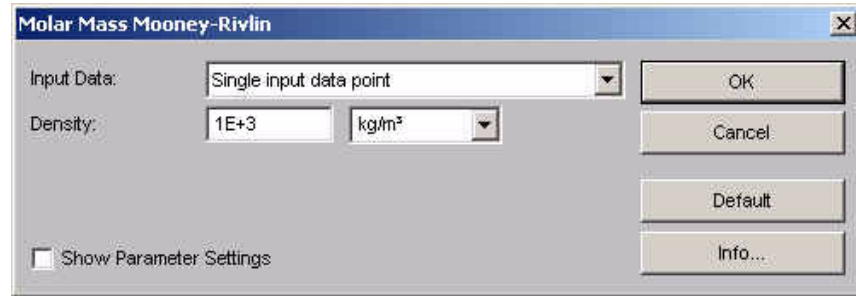 Molar Mass Mooney-Rivlin
Input Data: Single input data point OK
Density: 1E+3 kg/m³ Cancel
Default
Show Parameter Settings Info...